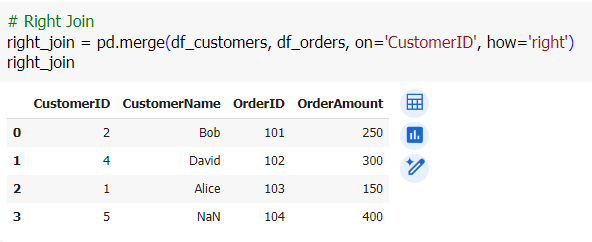 # Right Join
right_join = pd.merge(df_customers, df_orders, on='CustomerID', how='right')
right_join
CustomerID CustomerName OrderID OrderAmount
0 2 Bob 101 250
1 4 David 102 300
2 1 Alice 103 150
3 5 NaN 104 400